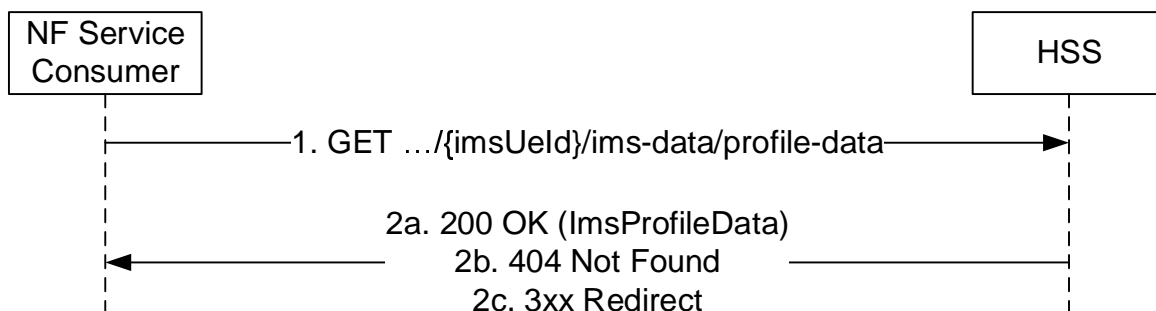 NF Service
Consumer
HSS
1. GET …/{imsUeId}/ims-data/profile-data
2a. 200 OK (ImsProfileData)
2b. 404 Not Found
2c. 3xx Redirect